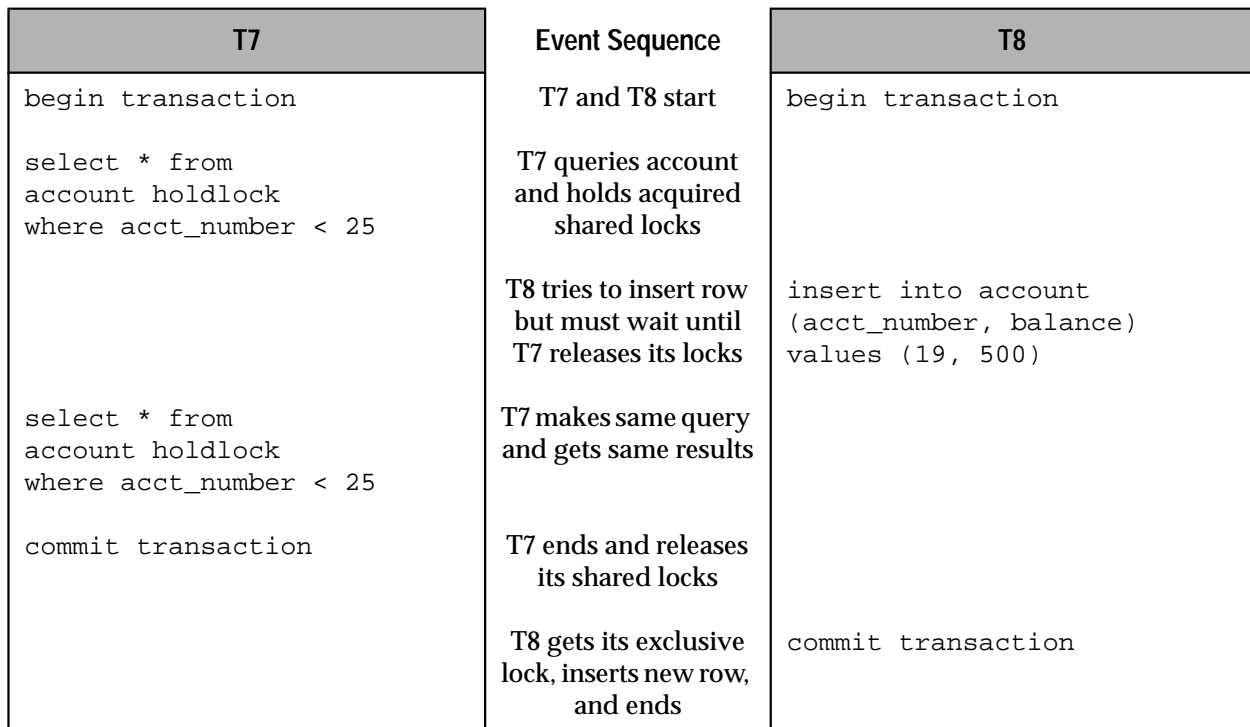 T7 Event Sequence T8
begin transaction T7 and T8 start begin transaction
select * from T7 queries account
account holdlock and holds acquired
where acct_number < 25 shared locks
T8 tries to insert row insert into account
but must wait until (acct_number, balance)
T7 releases its locks values (19, 500)
select * from T7 makes same query
account holdlock and gets same results
where acct_number < 25
commit transaction T7 ends and releases
its shared locks
T8 gets its exclusive commit transaction
lock, inserts new row,
and ends